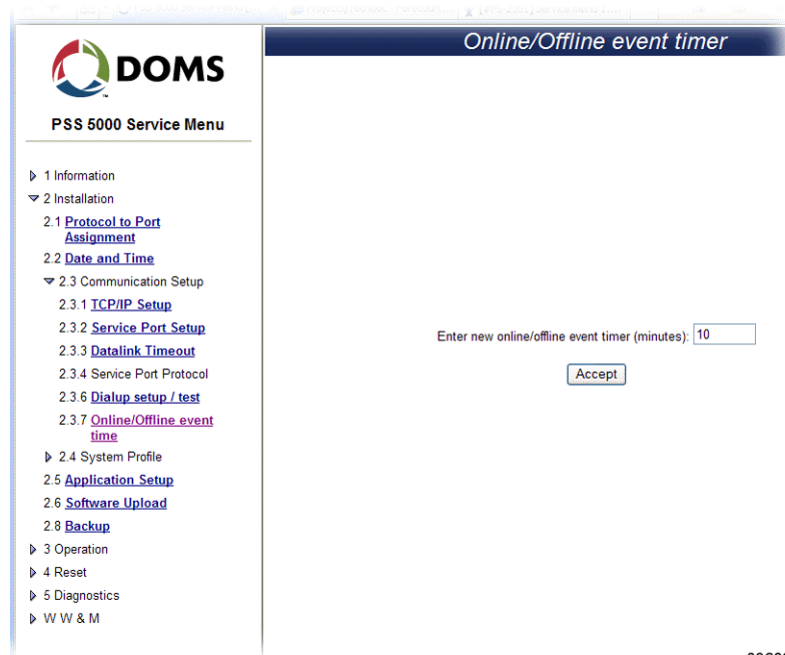 Online/Offline event timer
DOMS
PSS 5000 Service Menu
1 Information
2 Installation
2.1 Protocol to Port
Assignment
2.2 Date and Time
2.3 Communication Setup
2.3.1 TCP/IP Setup
2.3.2 Service Port Setup
2.3.3 Datalink Timeout
2.3.4 Service Port Protocol
2.3.6 Dialup setup / test
2.3.7 Online/Offline event
time
2.4 System Profile
2.5 Application Setup
2.6 Software Upload
2.8 Backup
3 Operation
4 Reset
5 Diagnostics
W W & M
Enter new online/offline event timer (minutes): 10
Accept